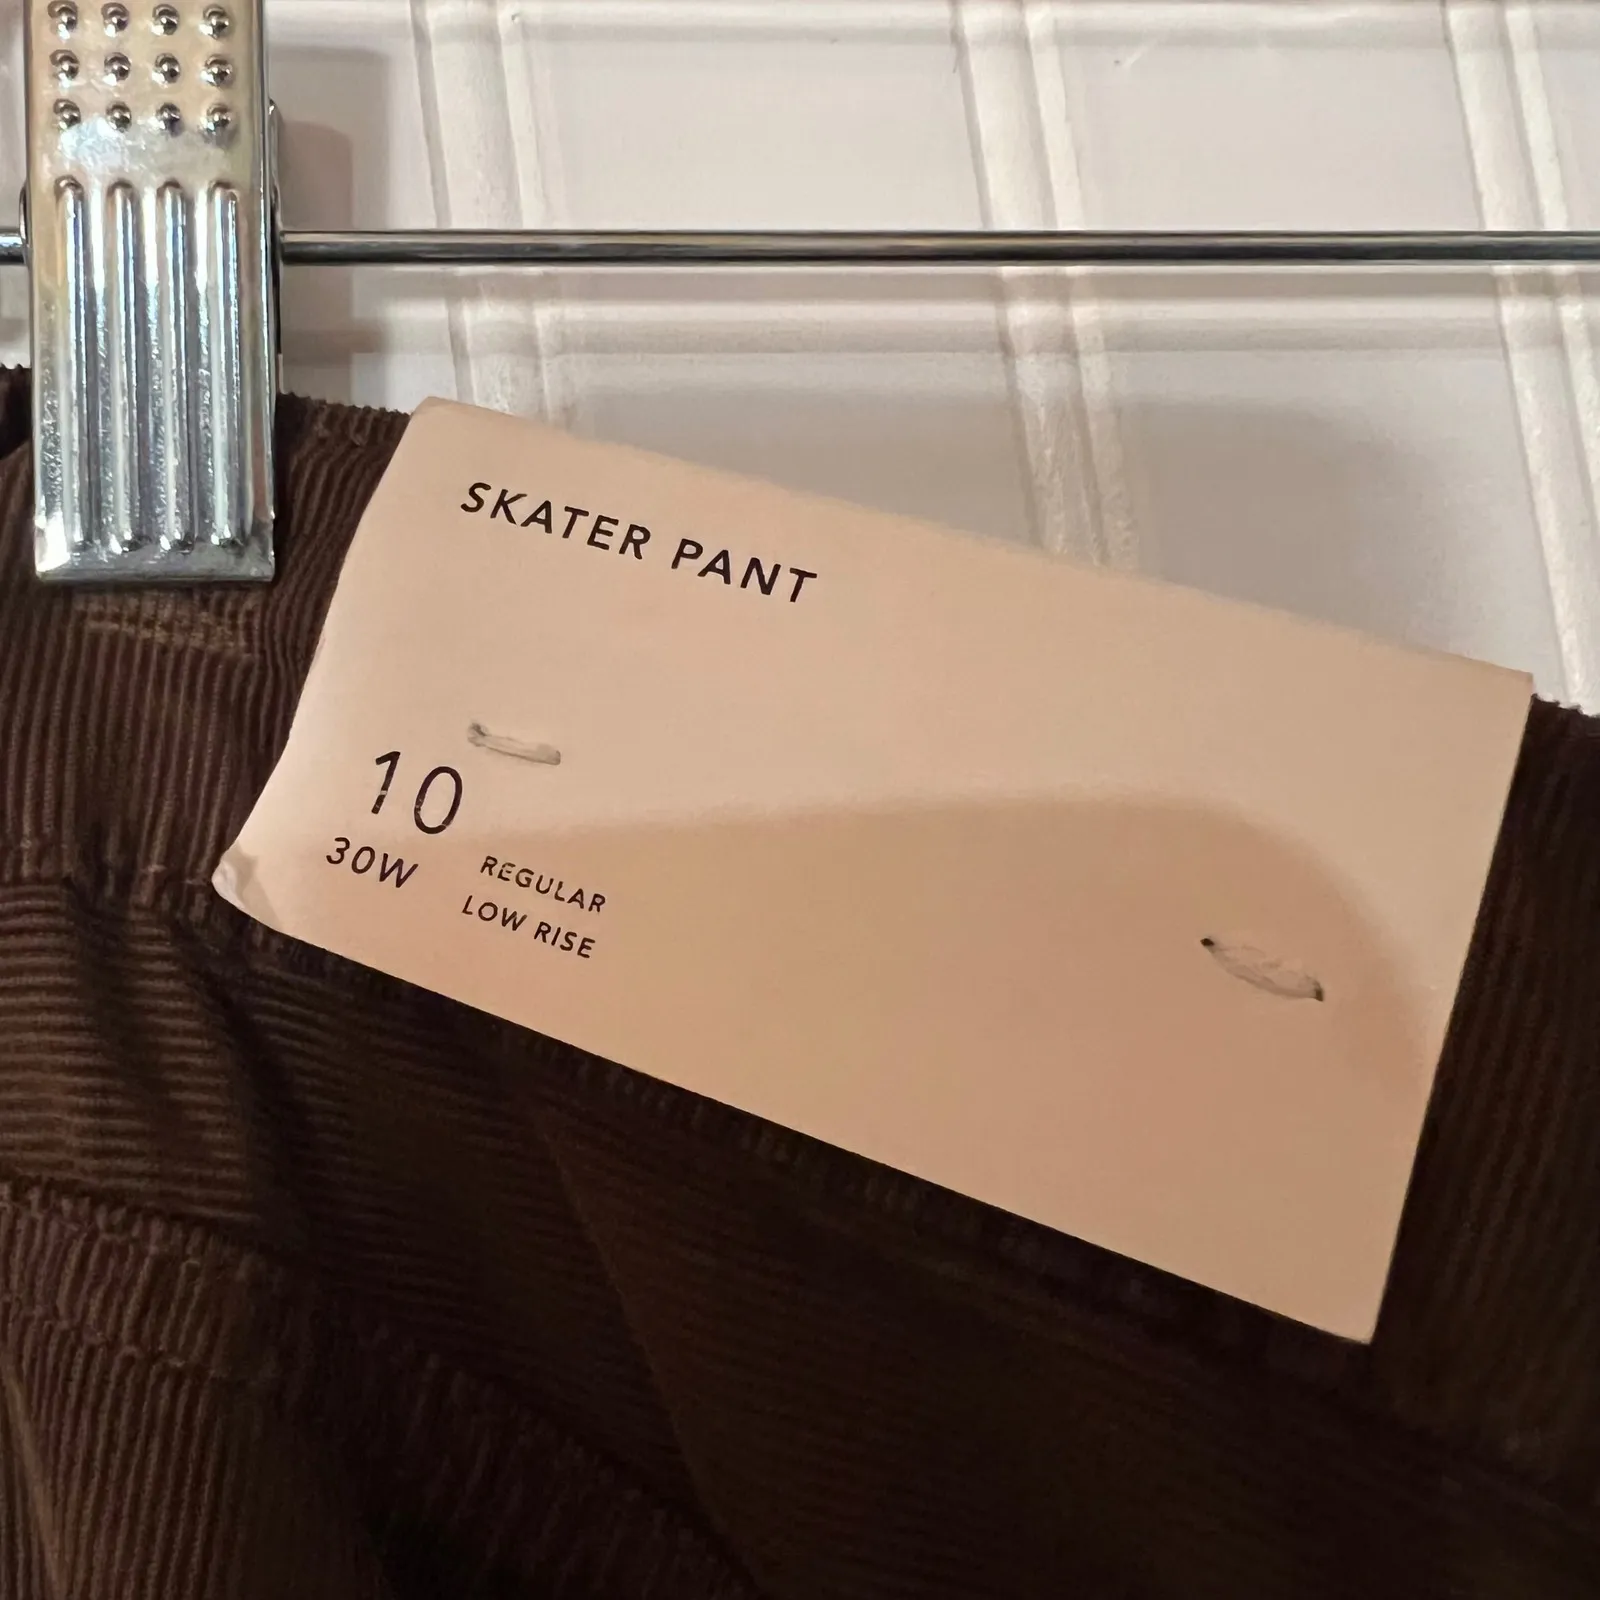 SKATER PANT
10
30W
REGULAR
LOW RISE